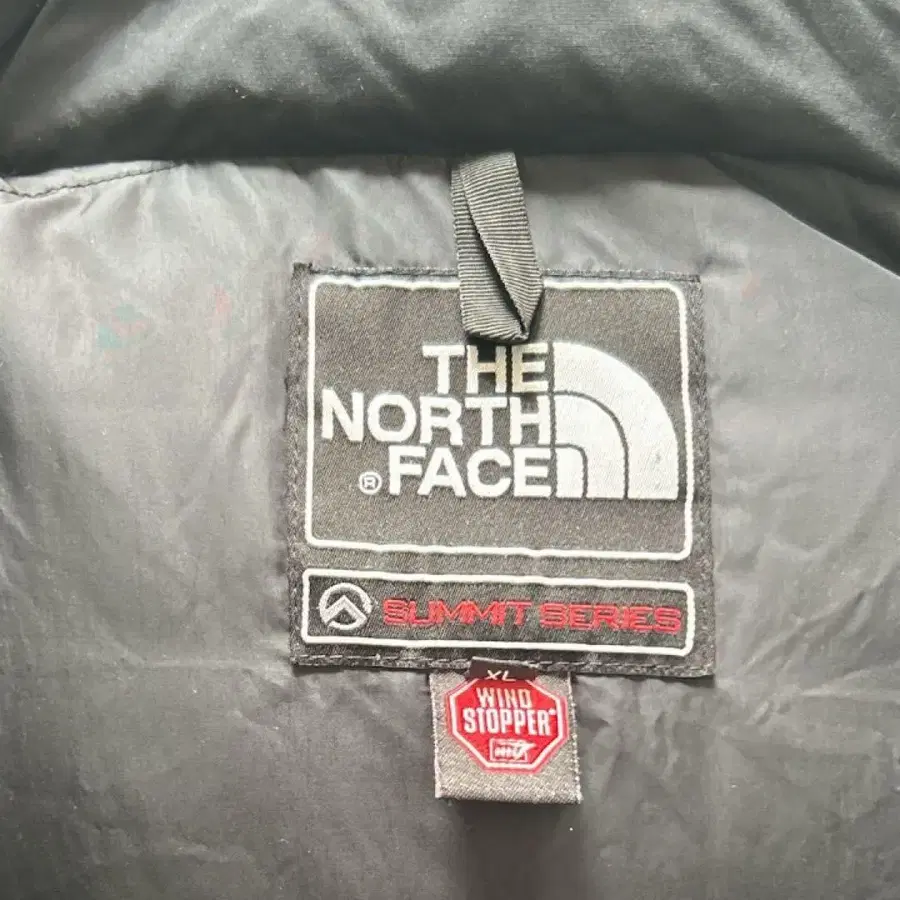 THE
NORTH
® FACE
SUMMIT SERIES
XL
WIND
STOPPER®